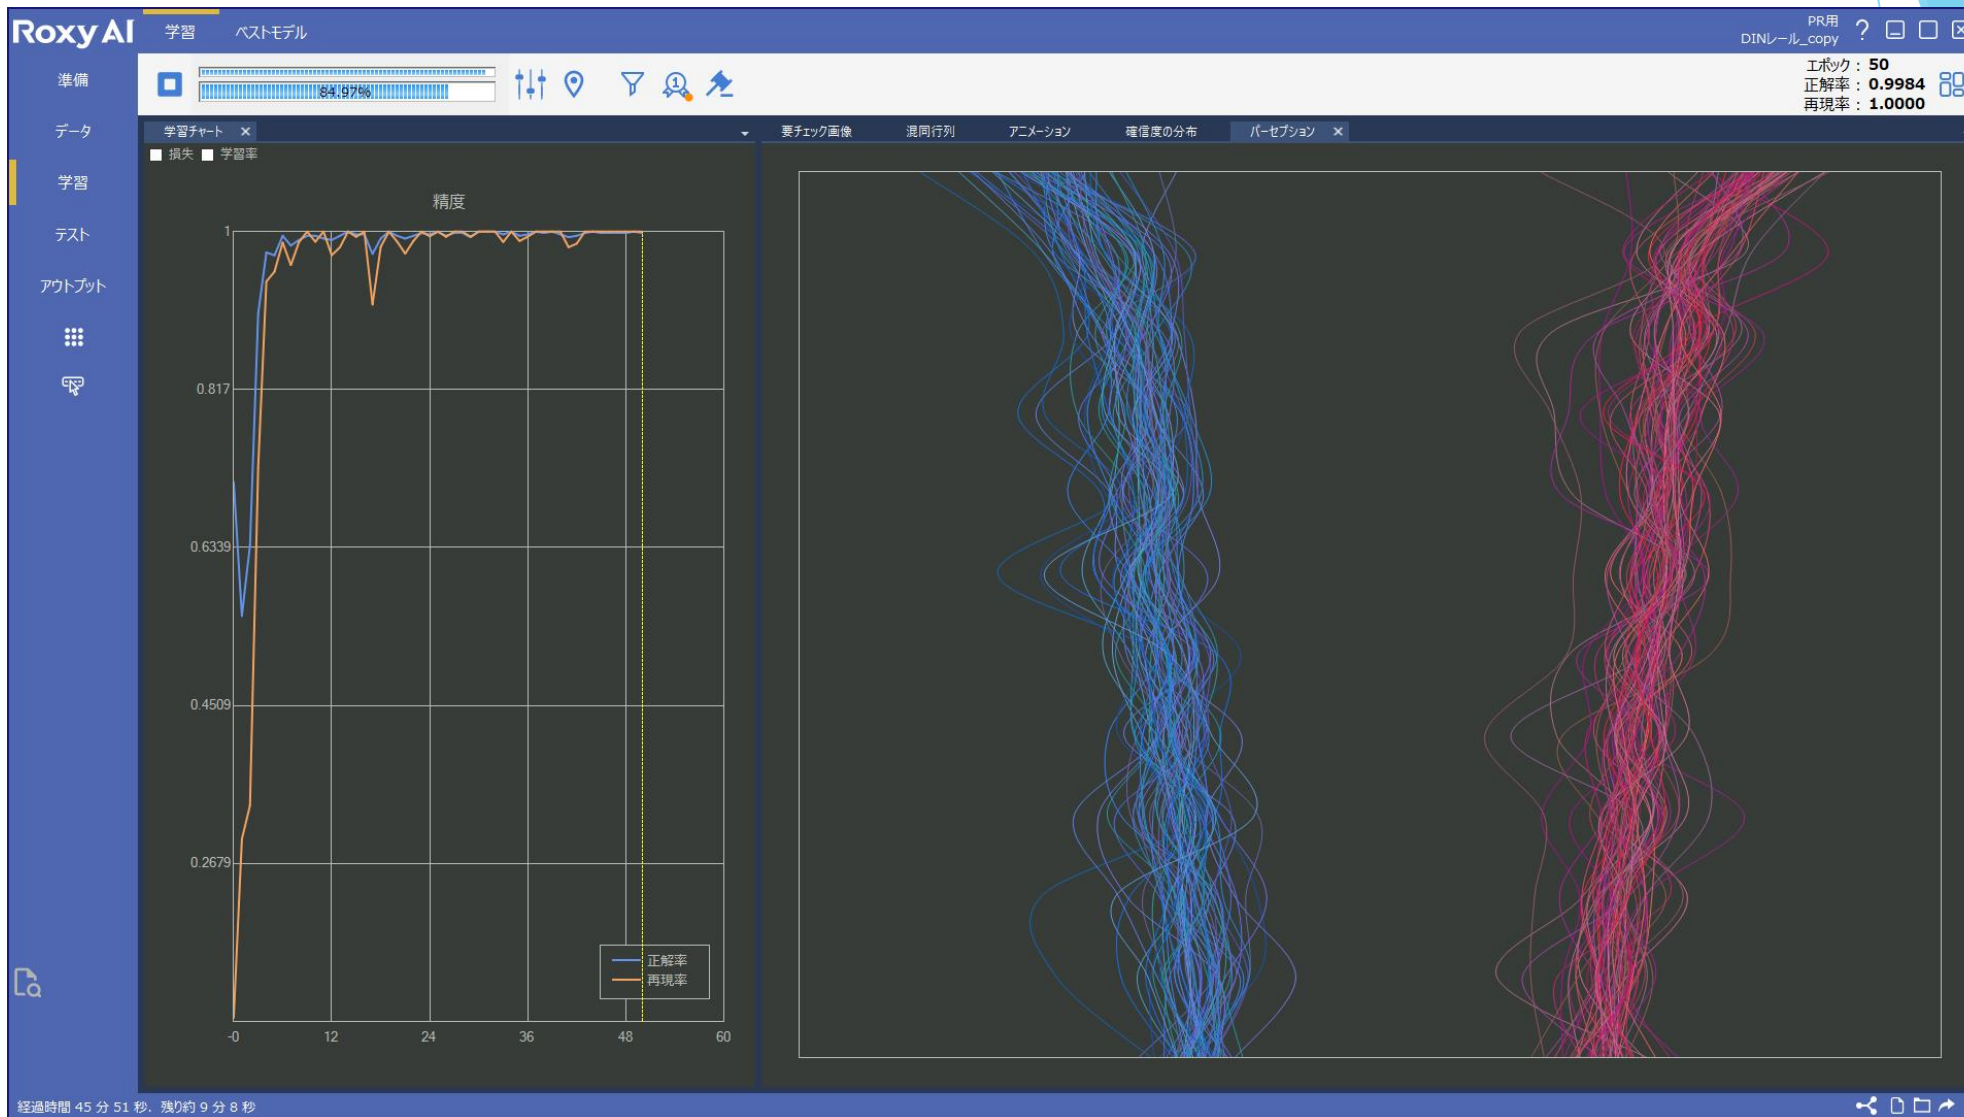 Roxy AI
学習
ベストモデル
PR用
DINレール_copy
準備
データ
学習
テスト
アウトプット
84.97%
エポック : 50
正解率 : 0.9984
再現率 : 1.0000
学習チャート
要チェック画像
混同行列
アニメーション
確信度の分布
パーセプション
損失
学習率
精度
1
0.817
0.6339
0.4509
0.2679
正解率
再現率
-0
12
24
36
48
60
経過時間 45 分 51 秒. 残り約 9 分 8 秒